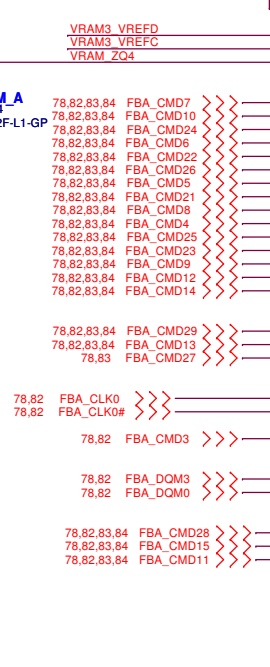 VRAM3_VREFD
VRAM3_VREFC
VRAM_ZQ4
M_A
2F-L1-GP
78,82,83,84 FBA_CMD7
78,82,83,84 FBA_CMD10
78,82,83,84 FBA_CMD24
78,82,83,84 FBA_CMD6
78,82,83,84 FBA_CMD22
78,82,83,84 FBA_CMD26
78,82,83,84 FBA_CMD5
78,82,83,84 FBA_CMD21
78,82,83,84 FBA_CMD8
78,82,83,84 FBA_CMD4
78,82,83,84 FBA_CMD25
78,82,83,84 FBA_CMD23
78,82,83,84 FBA_CMD9
78,82,83,84 FBA_CMD12
78,82,83,84 FBA_CMD14
78,82,83,84 FBA_CMD29
78,82,83,84 FBA_CMD13
78,83 FBA_CMD27
78,82 FBA_CLK0
78,82 FBA_CLK0#
78,82 FBA_CMD3
78,82 FBA_DQM3
78,82 FBA_DQM0
78,82,83,84 FBA_CMD28
78,82,83,84 FBA_CMD15
78,82,83,84 FBA_CMD11